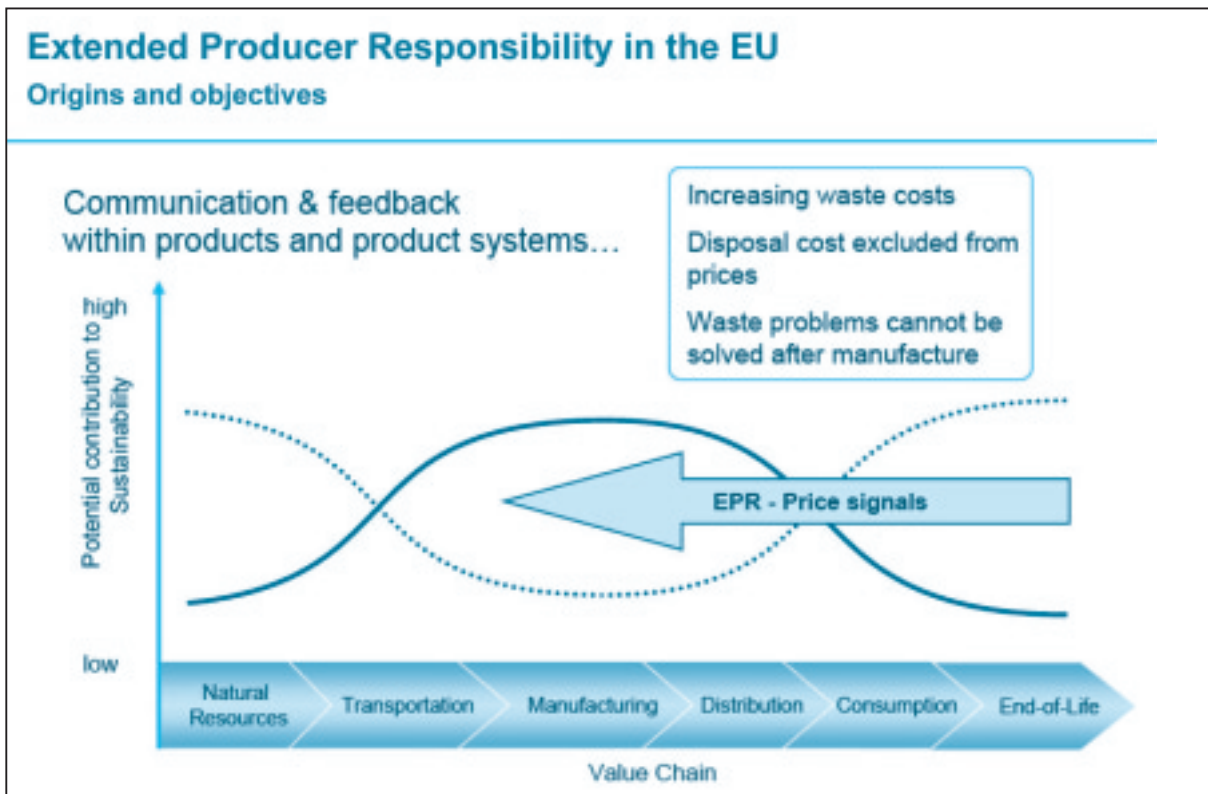 Extended Producer Responsibility in the EU
Origins and objectives
Communication & feedback
within products and product systems…
Increasing waste costs
Disposal cost excluded from
prices
Waste problems cannot be
solved after manufacture
high
Potential contribution to
Sustainability
low
EPR - Price signals
Natural
Resources
Transportation
Manufacturing
Distribution
Consumption
End-of-Life
Value Chain